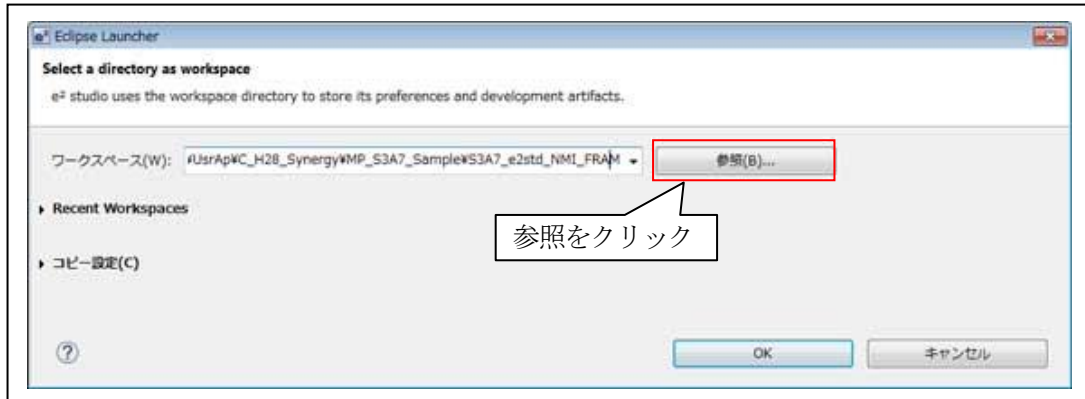 e² Eclipse Launcher
Select a directory as workspace
e² studio uses the workspace directory to store its preferences and development artifacts.
ワークスペース(W): ¥UsrAp¥C_H28_Synergy¥MP_S3A7_Sample¥S3A7_e2std_NMI_FRAM 参照(B)...
Recent Workspaces
参照をクリック
コピー設定(C)
?
OK キャンセル